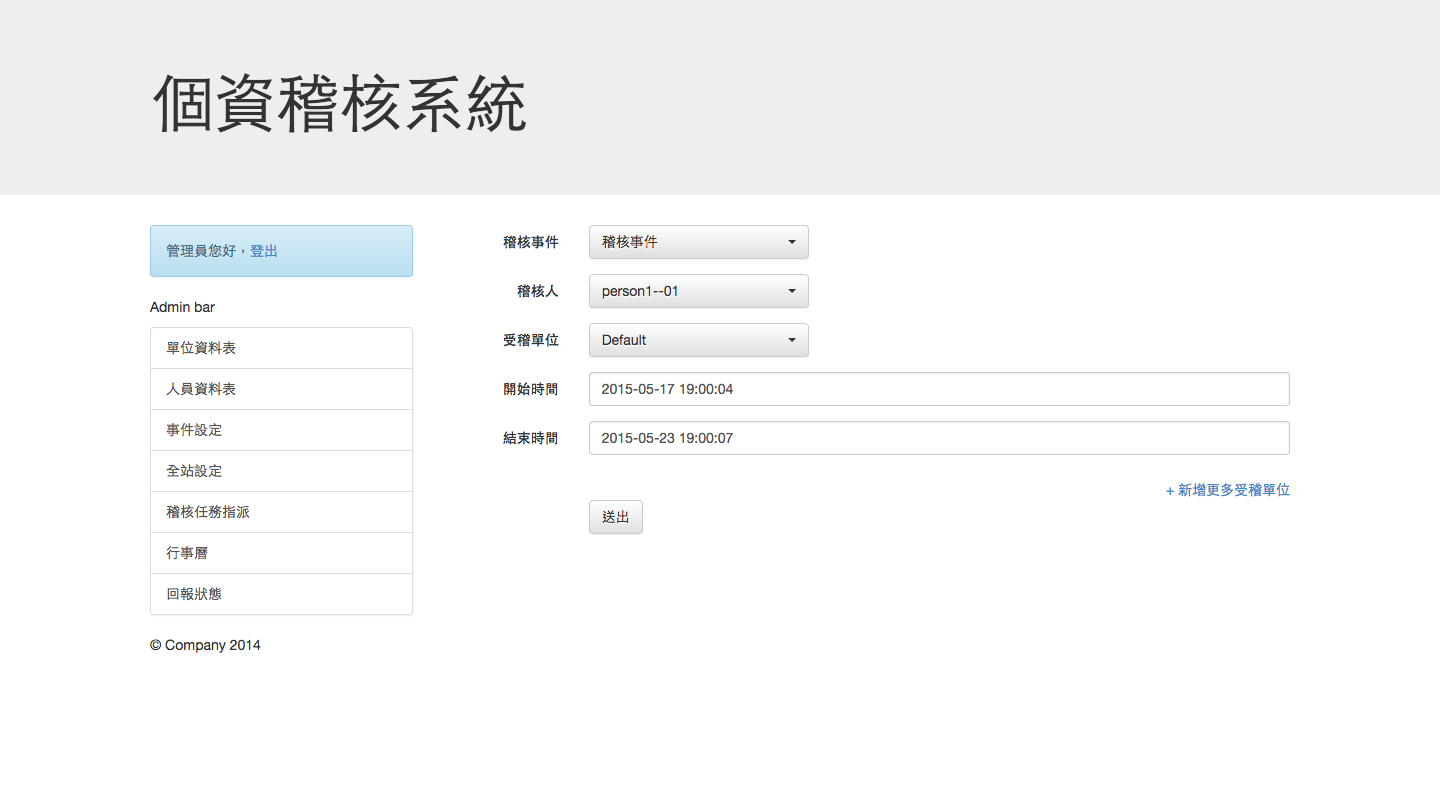 個資稽核系統
管理員您好，登出
Admin bar
單位資料表
人員資料表
事件設定
全站設定
稽核任務指派
行事曆
回報狀態
© Company 2014
稽核事件 稽核事件
稽核人 person1--01
受稽單位 Default
開始時間 2015-05-17 19:00:04
結束時間 2015-05-23 19:00:07
+ 新增更多受稽單位
送出